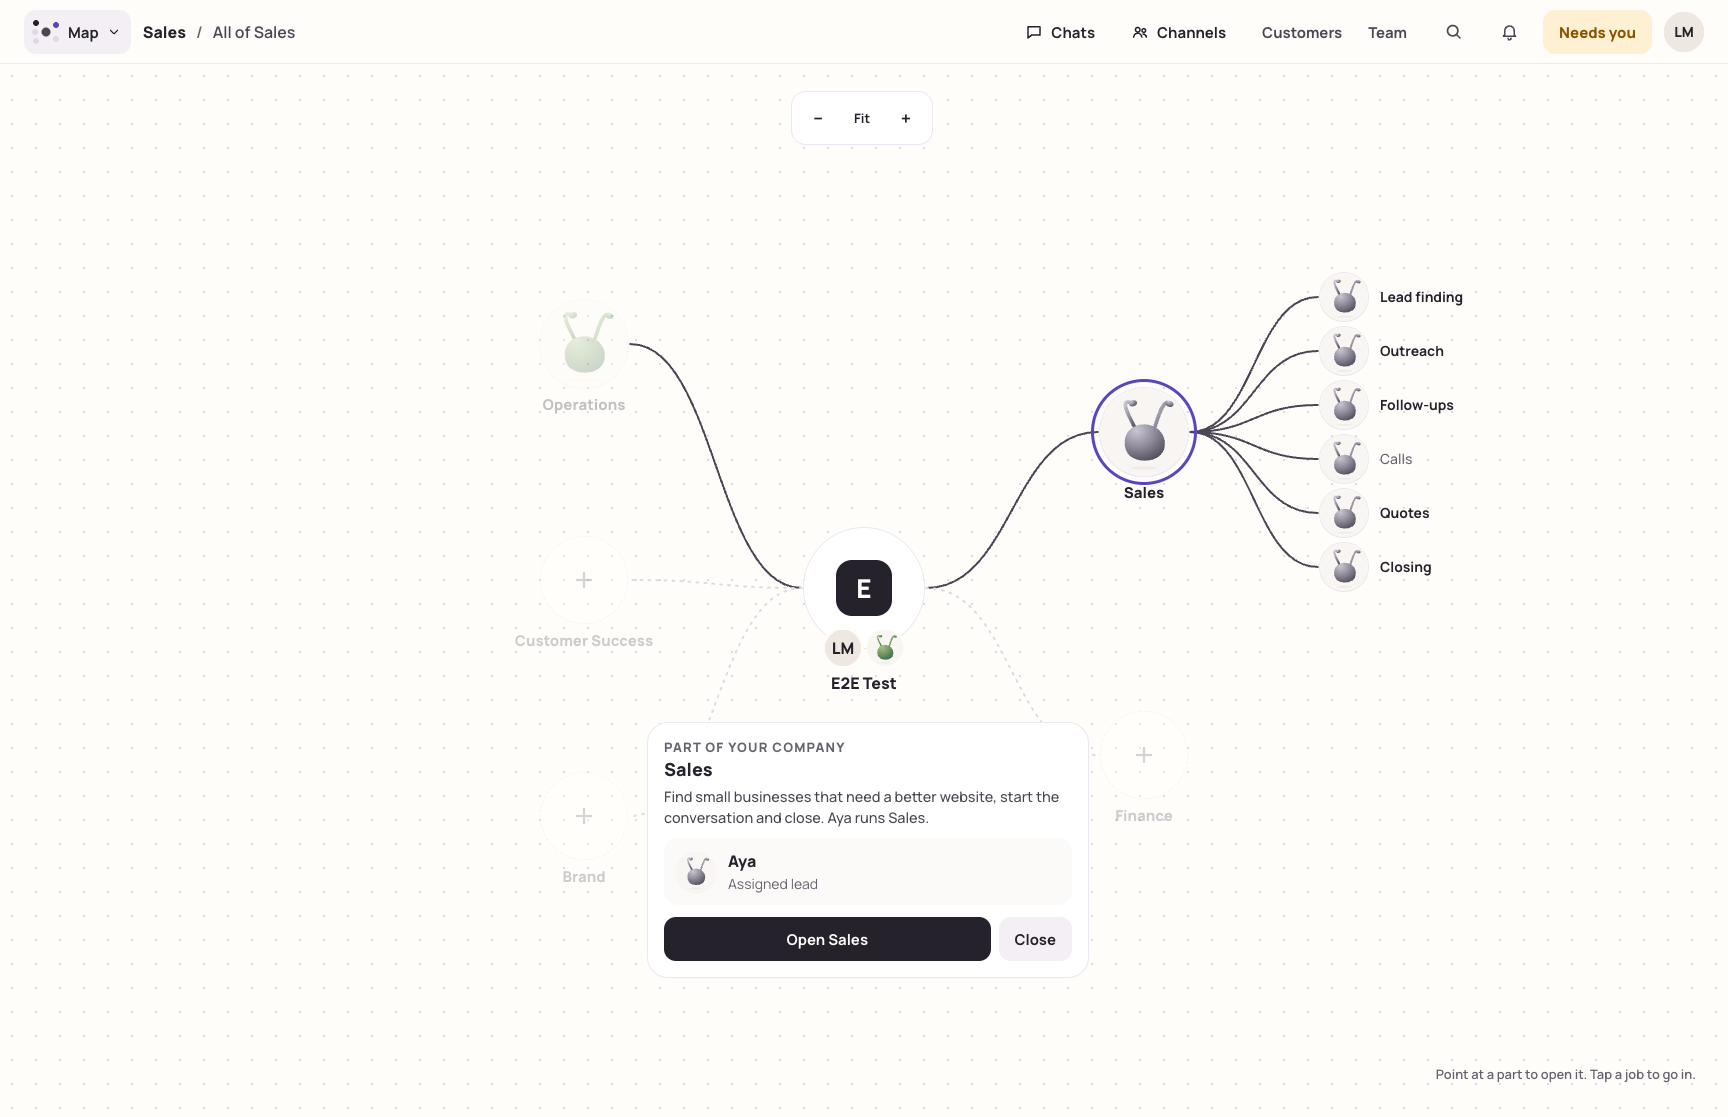 Map
Sales / All of Sales
Chats
Channels
Customers
Team
Needs you
LM
− Fit +
Operations
Lead finding
Outreach
Follow-ups
Calls
Quotes
Closing
Sales
Customer Success
E
LM
E2E Test
Brand
Finance
PART OF YOUR COMPANY
Sales
Find small businesses that need a better website, start the
conversation and close. Aya runs Sales.
Aya
Assigned lead
Open Sales
Close
Point at a part to open it. Tap a job to go in.